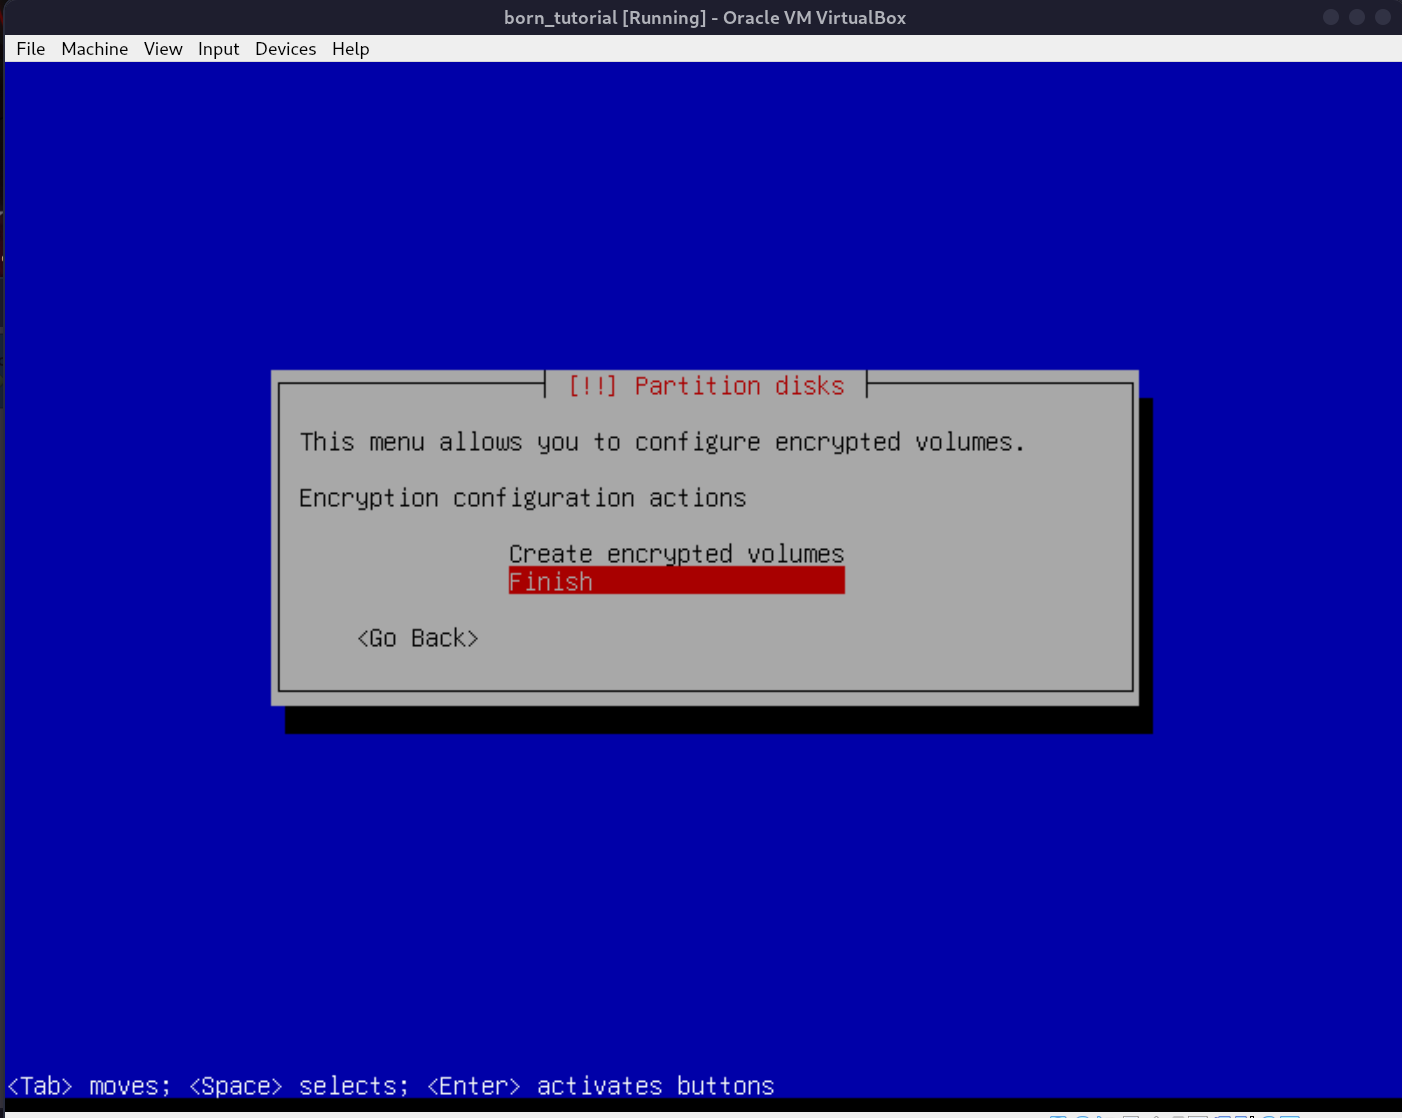 born_tutorial [Running] - Oracle VM VirtualBox
File Machine View Input Devices Help
[!!] Partition disks
This menu allows you to configure encrypted volumes.
Encryption configuration actions
Create encrypted volumes
Finish
<Go Back>
<Tab> moves; <Space> selects; <Enter> activates buttons